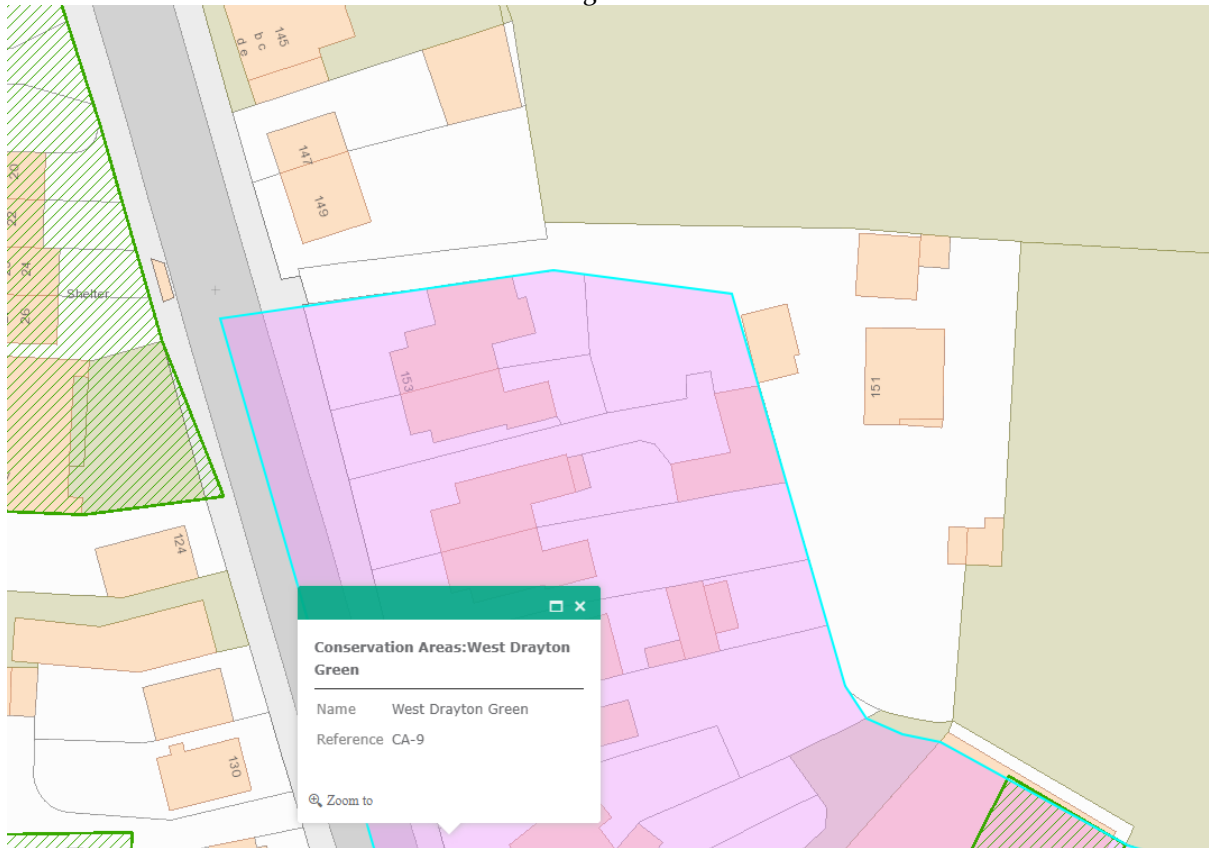 g
145
b c
d e
147
149
20
22
24
26
Shelter
153
151
124
130
Conservation Areas:West Drayton
Green
Name West Drayton Green
Reference CA-9
Zoom to